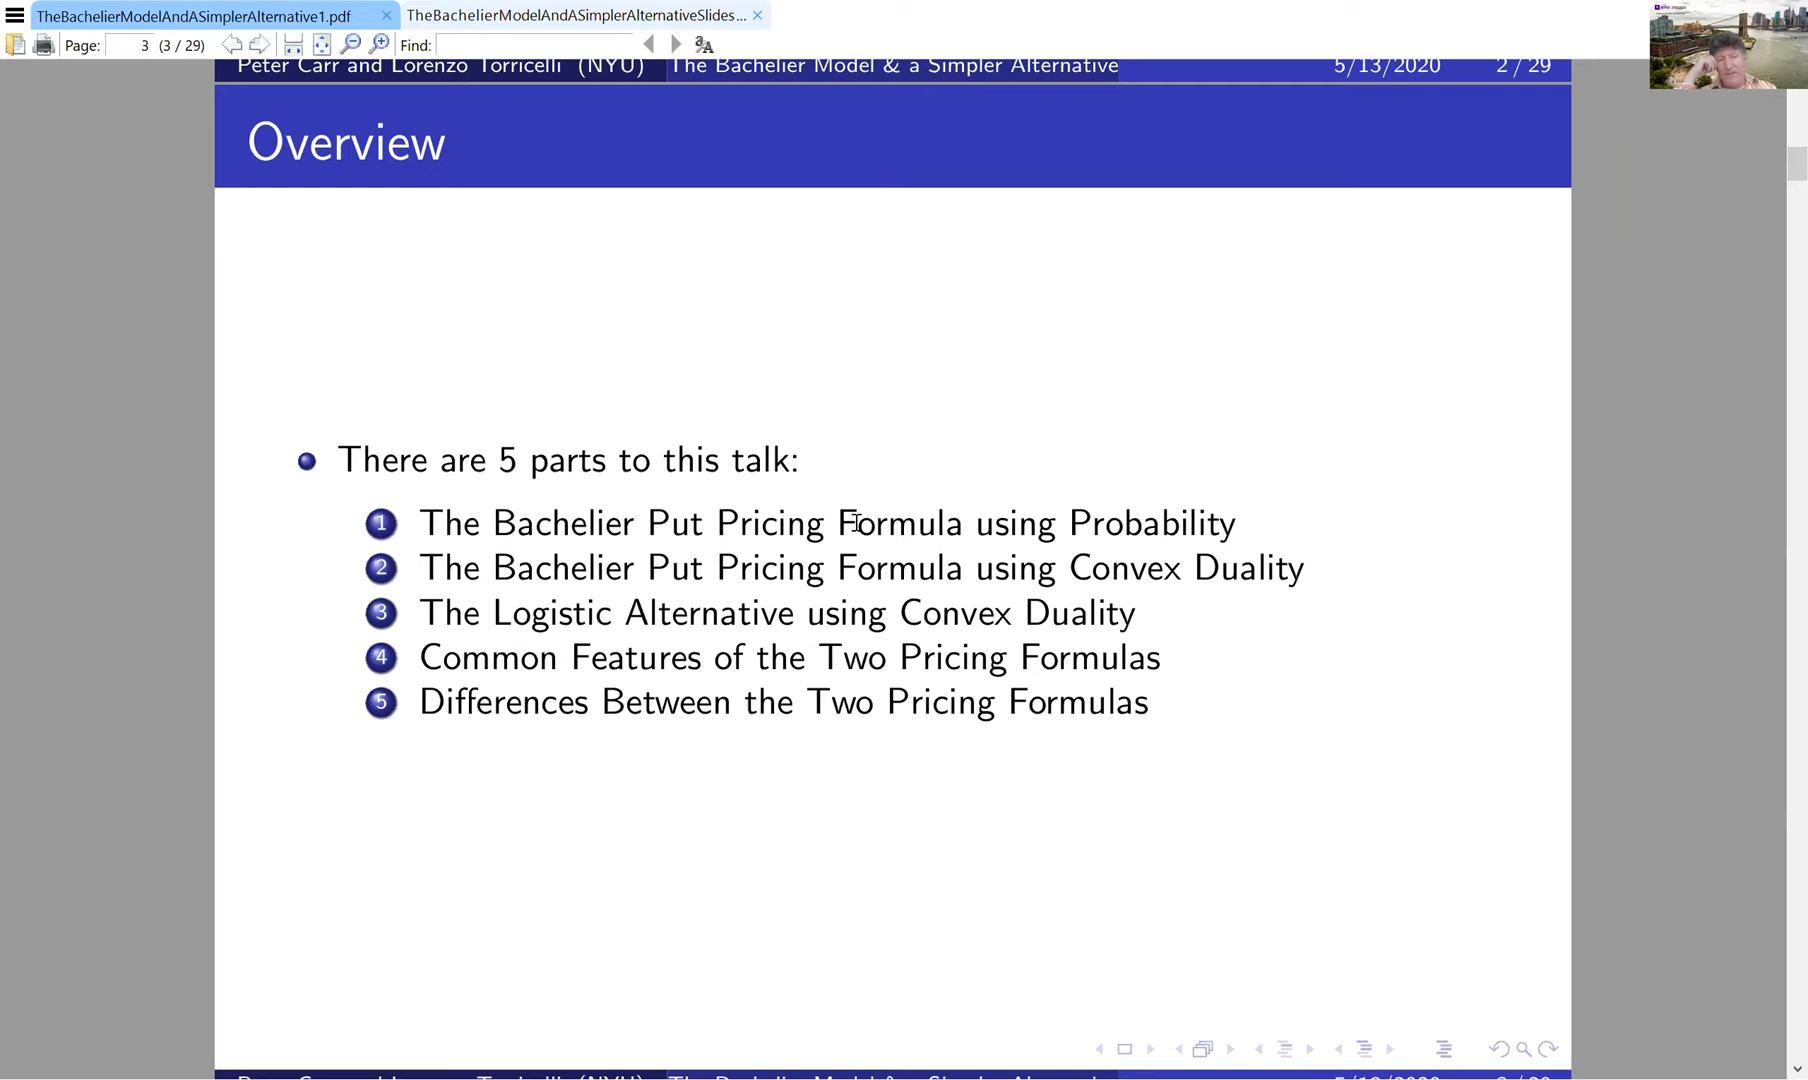 TheBachelierModelAndASimplerAlternative1.pdf
TheBachelierModelAndASimplerAlternativeSlides...
Page: 3 (3 / 29) Find:
Peter Carr and Lorenzo Torricelli (NYU) The Bachelier Model & a Simpler Alternative 5/13/2020 2 / 29
Overview
There are 5 parts to this talk:
1 The Bachelier Put Pricing Formula using Probability
2 The Bachelier Put Pricing Formula using Convex Duality
3 The Logistic Alternative using Convex Duality
4 Common Features of the Two Pricing Formulas
5 Differences Between the Two Pricing Formulas